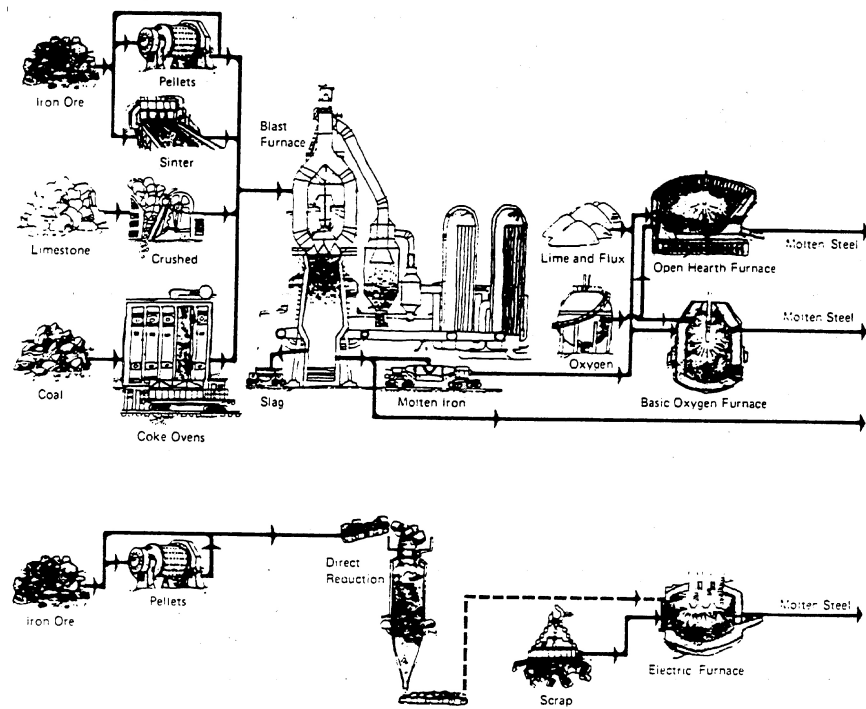 Pellets
Iron Ore
Sinter
Blast
Furnace
Limestone
Crushed
Lime and Flux
Open Hearth Furnace
Molten Steel
Coal
Coke Ovens
Slag
Molten Iron
Oxygen
Basic Oxygen Furnace
Molten Steel
Iron Ore
Pellets
Direct
Reduction
Scrap
Electric Furnace
Molten Steel